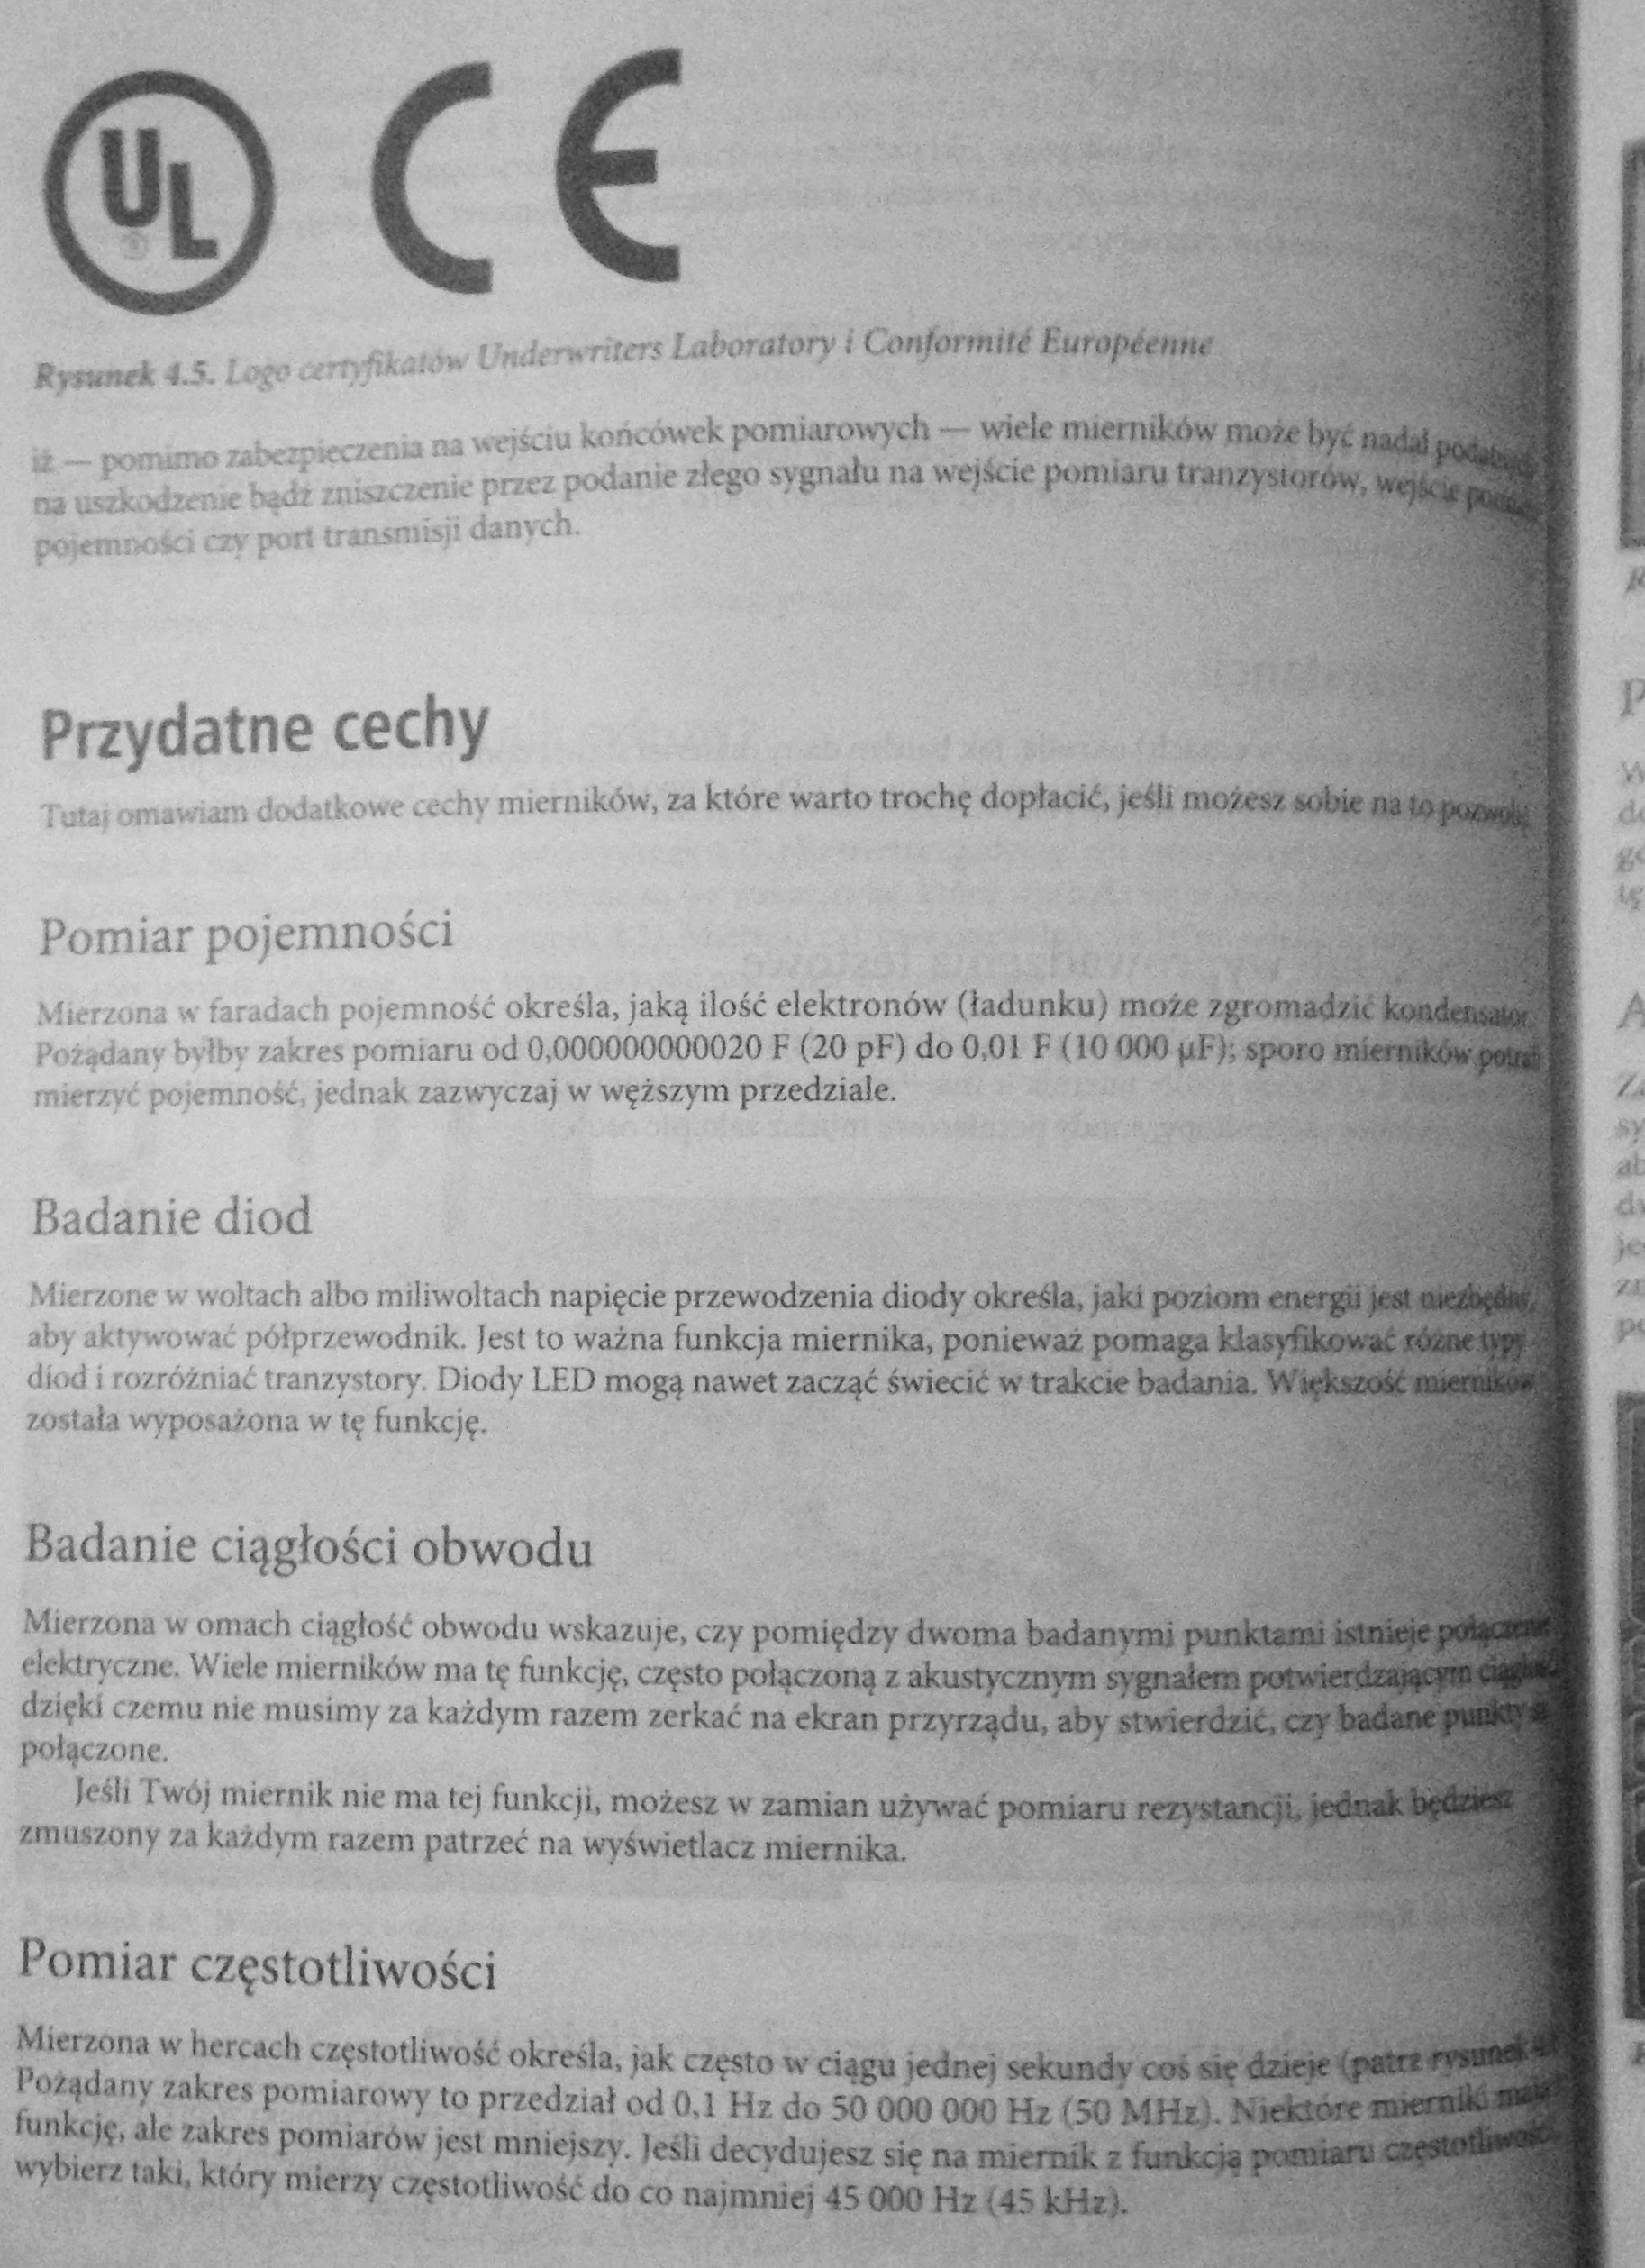 UL CE
Rysunek 4.5. Logo certyfikatów Underwriters Laboratory i Conformité Européenne
iż — pomimo zabezpieczenia na wejściu końcówek pomiarowych — wiele mierników może być nadal
na uszkodzenie bądź zniszczenie przez podanie złego sygnału na wejście pomiaru tranzystorów, wejście
pojemności czy port transmisji danych.
Przydatne cechy
Tutaj omawiam dodatkowe cechy mierników, za które warto trochę dopłacić, jeśli możesz sobie na to pozwolić
Pomiar pojemności
Mierzona w faradach pojemność określa, jaką ilość elektronów (ładunku) może zgromadzić kondensator.
Pożądany byłby zakres pomiaru od 0,000000000020 F (20 pF) do 0,01 F (10 000 µF); sporo mierników
mierzyć pojemność, jednak zazwyczaj w węższym przedziale.
Badanie diod
Mierzone w woltach albo miliwoltach napięcie przewodzenia diody określa, jaki poziom energii jest niezbędny,
aby aktywować półprzewodnik. Jest to ważna funkcja miernika, ponieważ pomaga klasyfikować różne typy
diod i rozróżniać tranzystory. Diody LED mogą nawet zacząć świecić w trakcie badania. Większość mierników
została wyposażona w tę funkcję.
Badanie ciągłości obwodu
Mierzona w omach ciągłość obwodu wskazuje, czy pomiędzy dwoma badanymi punktami istnieje
elektryczne. Wiele mierników ma tę funkcję, często połączoną z akustycznym sygnałem potwierdzającym
dzięki czemu nie musimy za każdym razem zerkać na ekran przyrządu, aby stwierdzić, czy badane punkty
połączone.
Jeśli Twój miernik nie ma tej funkcji, możesz w zamian używać pomiaru rezystancji, jednak będziesz
zmuszony za każdym razem patrzeć na wyświetlacz miernika.
Pomiar częstotliwości
Mierzona w hercach częstotliwość określa, jak często w ciągu jednej sekundy coś się dzieje (patrz rysunek
Pożądany zakres pomiarowy to przedział od 0,1 Hz do 50 000 000 Hz (50 MHz). Niektóre mierniki
funkcję, ale zakres pomiarów jest mniejszy. Jeśli decydujesz się na miernik z funkcją pomiaru
wybierz taki, który mierzy częstotliwość do co najmniej 45 000 Hz (45 kHz).